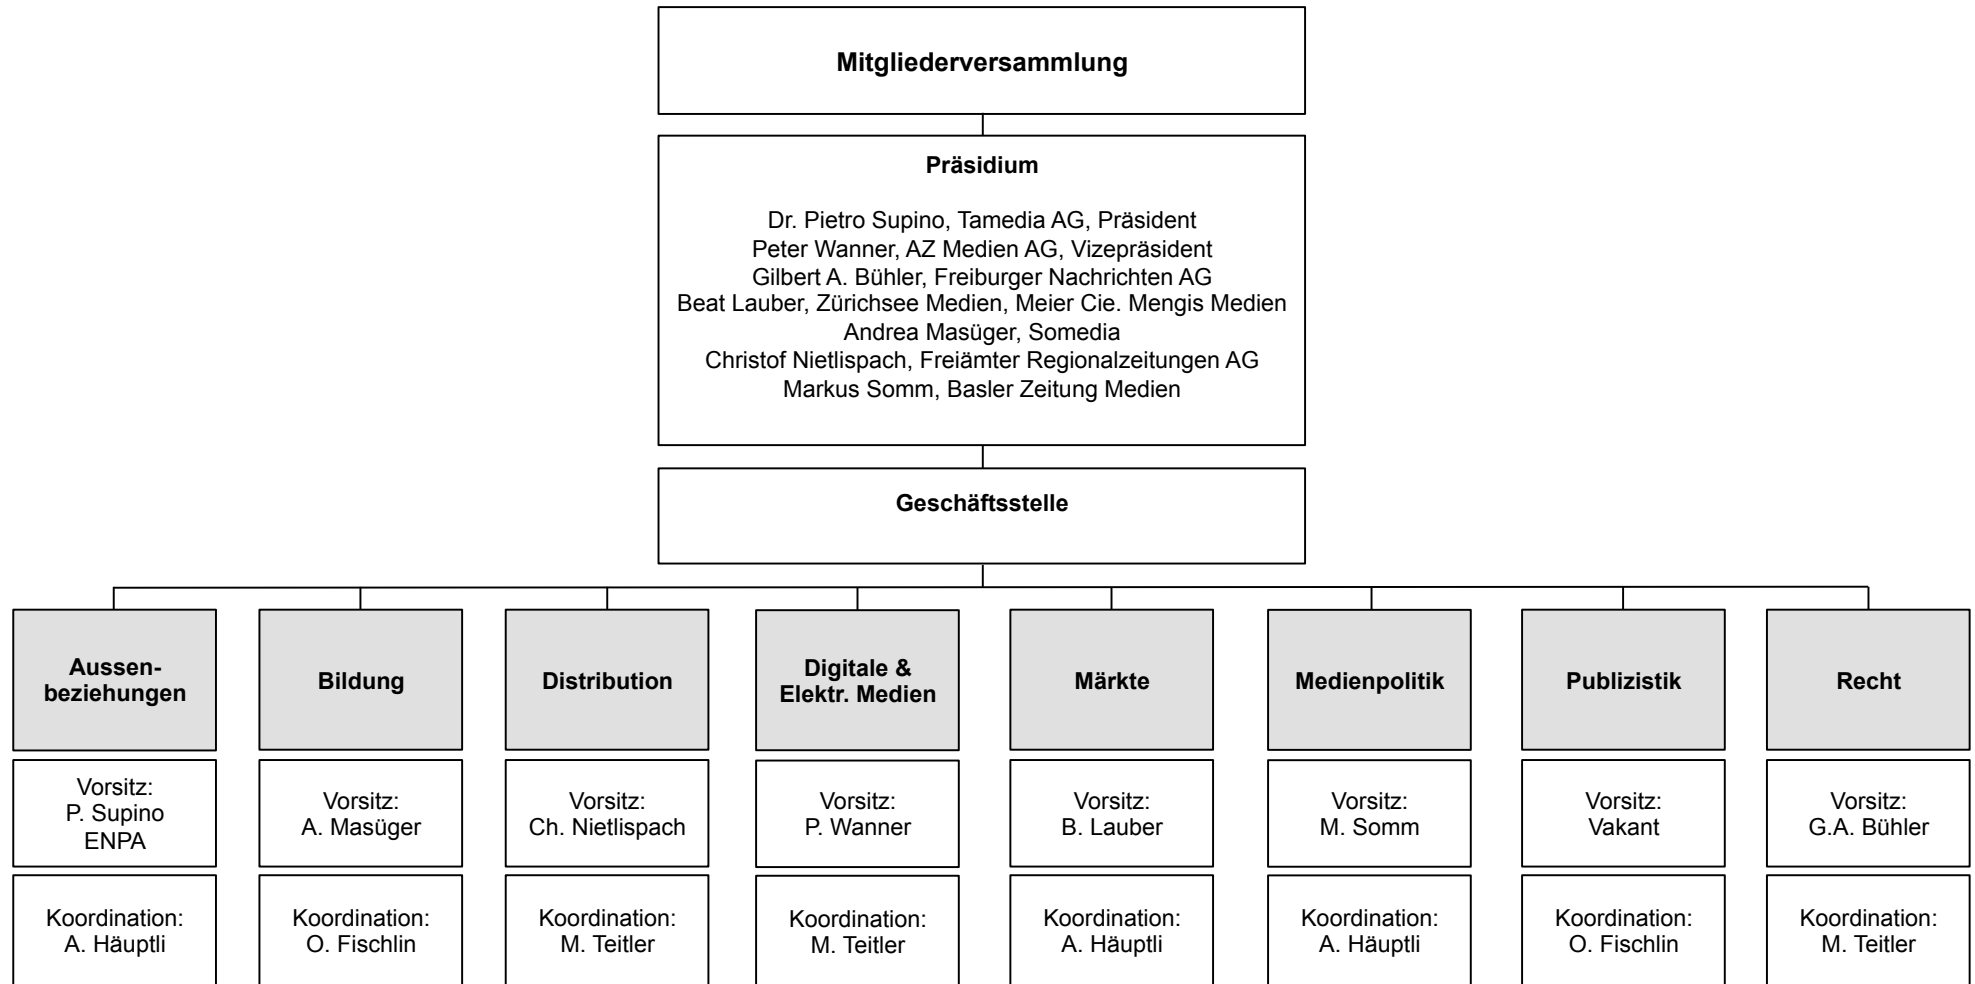 Mitgliederversammlung
Präsidium
Dr. Pietro Supino, Tamedia AG, Präsident
Peter Wanner, AZ Medien AG, Vizepräsident
Gilbert A. Bühler, Freiburger Nachrichten AG
Beat Lauber, Zürichsee Medien, Meier Cie. Mengis Medien
Andrea Masüger, Somedia
Christof Nietlispach, Freiämter Regionalzeitungen AG
Markus Somm, Basler Zeitung Medien
Geschäftsstelle
Aussen-
beziehungen
Bildung
Distribution
Digitale &
Elektr. Medien
Märkte
Medienpolitik
Publizistik
Recht
Vorsitz:
P. Supino
ENPA
Vorsitz:
A. Masüger
Vorsitz:
Ch. Nietlispach
Vorsitz:
P. Wanner
Vorsitz:
B. Lauber
Vorsitz:
M. Somm
Vorsitz:
Vakant
Vorsitz:
G.A. Bühler
Koordination:
A. Häuptli
Koordination:
O. Fischlin
Koordination:
M. Teitler
Koordination:
M. Teitler
Koordination:
A. Häuptli
Koordination:
A. Häuptli
Koordination:
O. Fischlin
Koordination:
M. Teitler